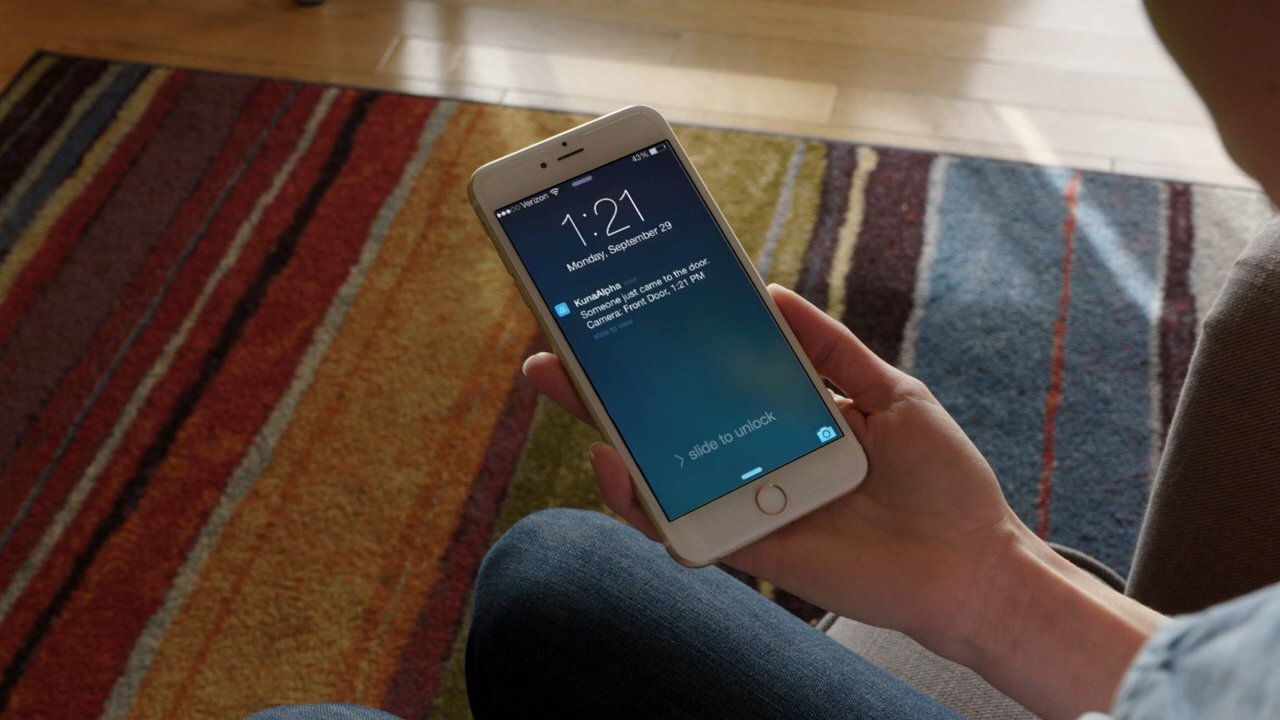 Verizon 43%
1:21
Monday, September 29
KunaAlpha
Someone just came to the door.
Camera: Front Door, 1:21 PM
slide to view
> slide to unlock